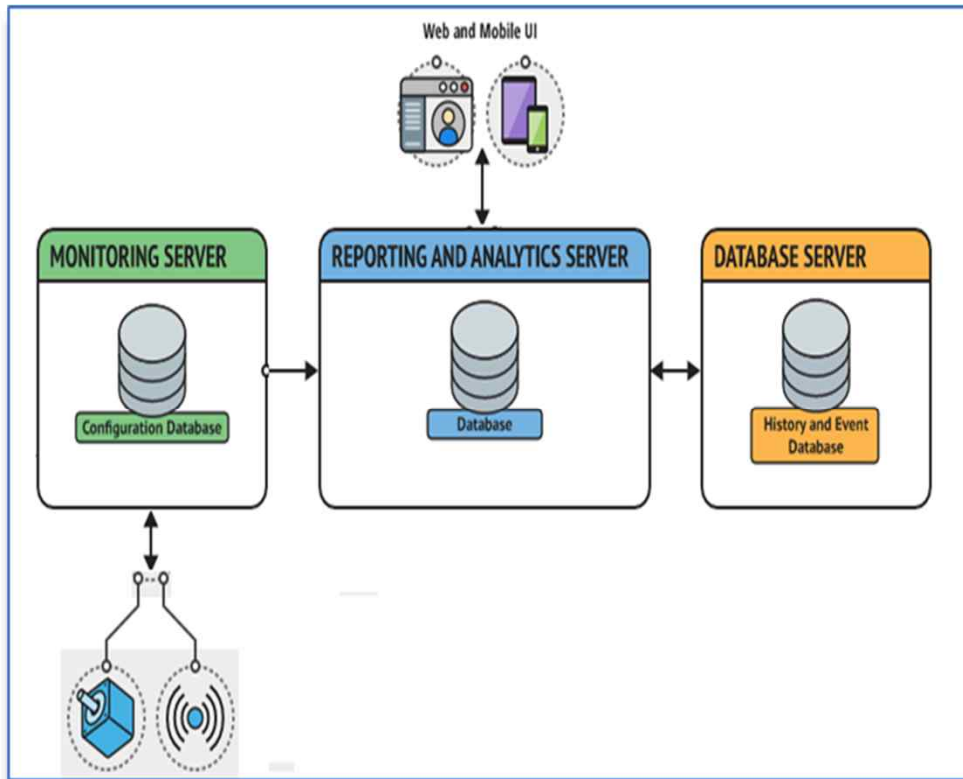 Web and Mobile UI
MONITORING SERVER
REPORTING AND ANALYTICS SERVER
DATABASE SERVER
Configuration Database
Database
History and Event
Database